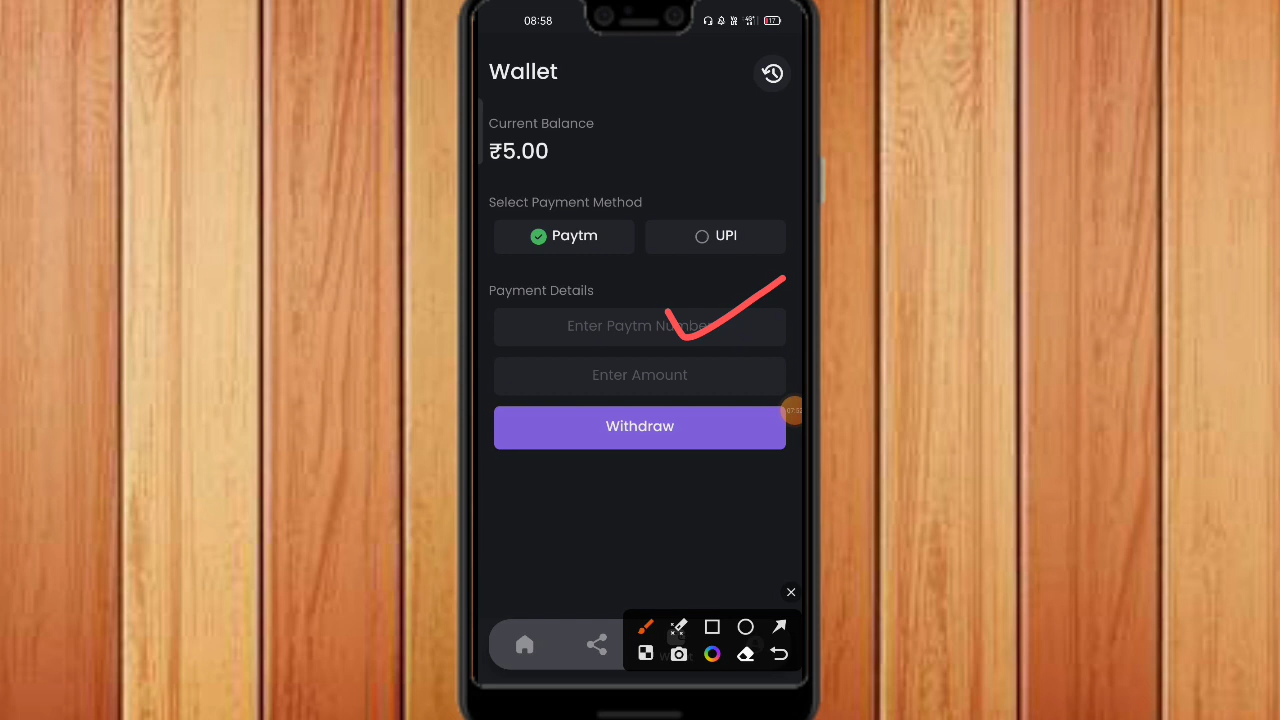 08:58
Wallet
Current Balance
₹5.00
Select Payment Method
Paytm
UPI
Payment Details
Enter Paytm Number
Enter Amount
Withdraw